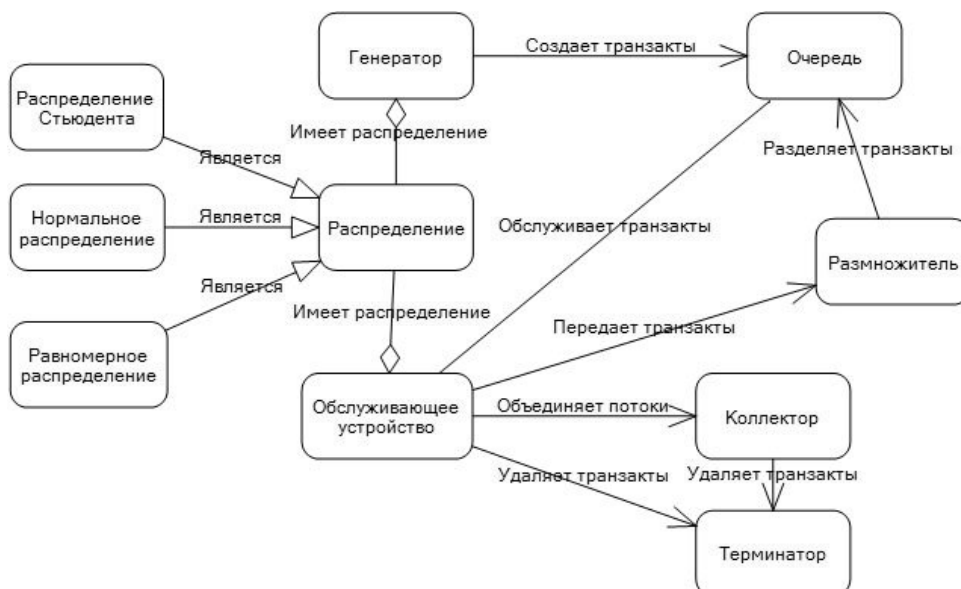 Генератор
Создает транзакты
Очередь
Распределение
Стьюдента
Имеет распределение
Является
Разделяет транзакты
Нормальное
распределение
Является
Распределение
Обслуживает транзакты
Размножитель
Является
Имеет распределение
Передает транзакты
Равномерное
распределение
Обслуживающее
устройство
Объединяет потоки
Коллектор
Удаляет транзакты
Удаляет транзакты
Терминатор